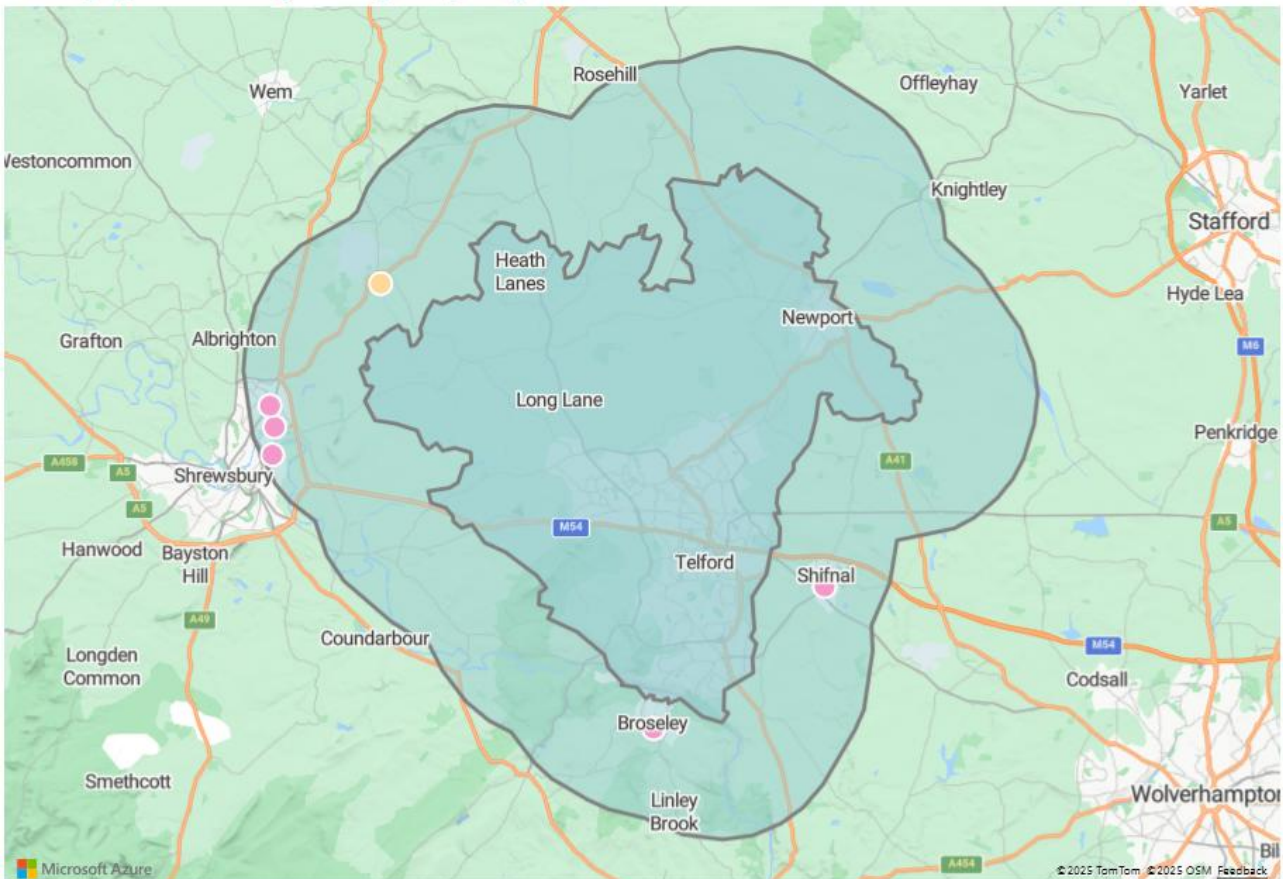 Rosehill
Offleyhay
Wem
Yarlet
Westoncommon
Knightley
Stafford
Heath
Lanes
Hyde Lea
Newport
Albrighton
Grafton
M6
Long Lane
Penkridge
A458
A5
A41
Shrewsbury
A5
M54
A5
Hanwood
Bayston
Hill
Telford
Shifnal
A49
Coundarbour
M54
Longden
Common
Codsall
Broseley
Smethcott
Linley
Brook
Wolverhampton
Bil
A454
Microsoft Azure
©2025 TomTom ©2025 OSM Feedback